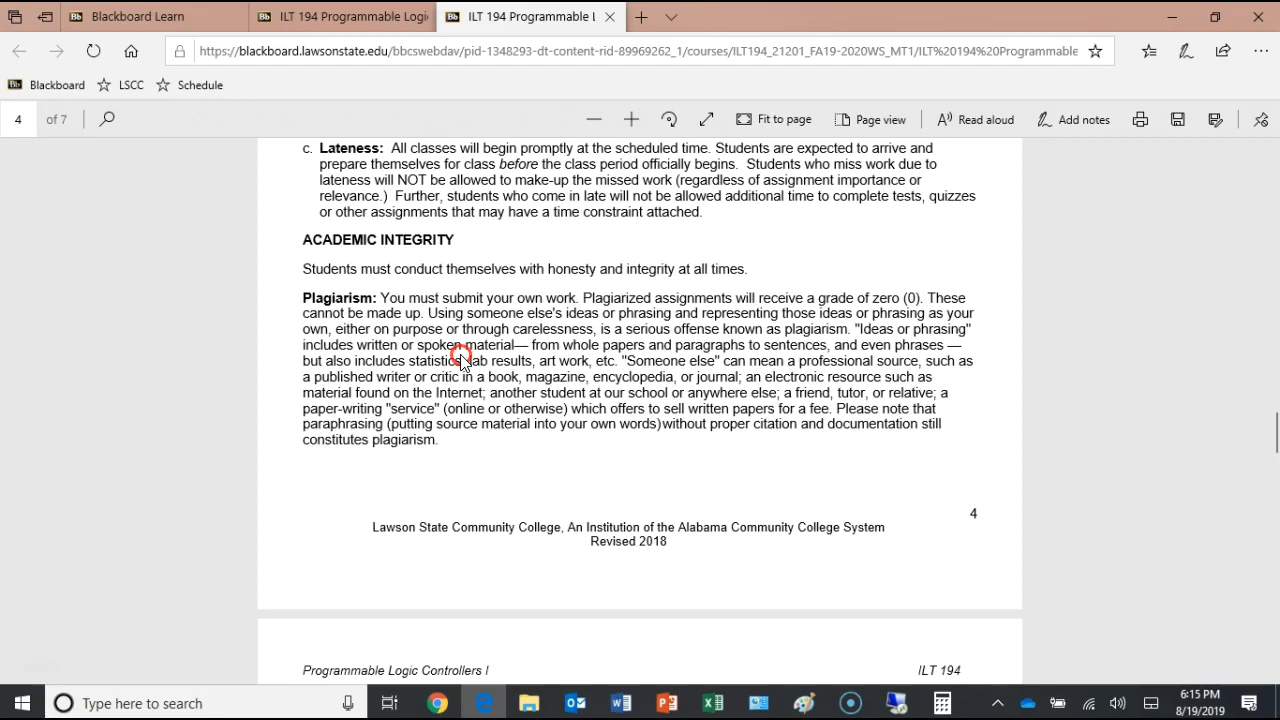 Blackboard Learn
ILT 194 Programmable Logi
ILT 194 Programmable L
https://blackboard.lawsonstate.edu/bbcswebdav/pid-1348293-dt-content-rid-89969262_1/courses/ILT194_21201_FA19-2020WS_MT1/ILT%20194%20Programmable
Blackboard
LSCC
Schedule
4 of 7
Fit to page
Page view
Read aloud
Add notes
c. Lateness: All classes will begin promptly at the scheduled time. Students are expected to arrive and
prepare themselves for class before the class period officially begins. Students who miss work due to
lateness will NOT be allowed to make-up the missed work (regardless of assignment importance or
relevance.) Further, students who come in late will not be allowed additional time to complete tests, quizzes
or other assignments that may have a time constraint attached.
ACADEMIC INTEGRITY
Students must conduct themselves with honesty and integrity at all times.
Plagiarism: You must submit your own work. Plagiarized assignments will receive a grade of zero (0). These
cannot be made up. Using someone else's ideas or phrasing and representing those ideas or phrasing as your
own, either on purpose or through carelessness, is a serious offense known as plagiarism. "Ideas or phrasing"
includes written or spoken material— from whole papers and paragraphs to sentences, and even phrases —
but also includes statistics, lab results, art work, etc. "Someone else" can mean a professional source, such as
a published writer or critic in a book, magazine, encyclopedia, or journal; an electronic resource such as
material found on the Internet; another student at our school or anywhere else; a friend, tutor, or relative; a
paper-writing "service" (online or otherwise) which offers to sell written papers for a fee. Please note that
paraphrasing (putting source material into your own words)without proper citation and documentation still
constitutes plagiarism.
4
Lawson State Community College, An Institution of the Alabama Community College System
Revised 2018
Programmable Logic Controllers I
ILT 194
Type here to search
6:15 PM
8/19/2019